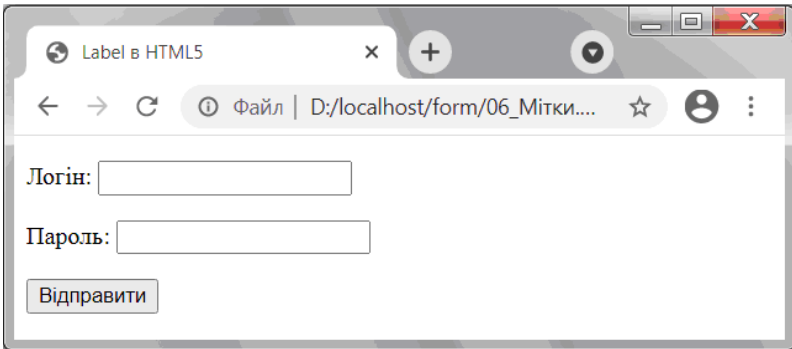 Label в HTML5
Файл | D:/localhost/form/06_Мітки....
Логін:
Пароль:
Відправити